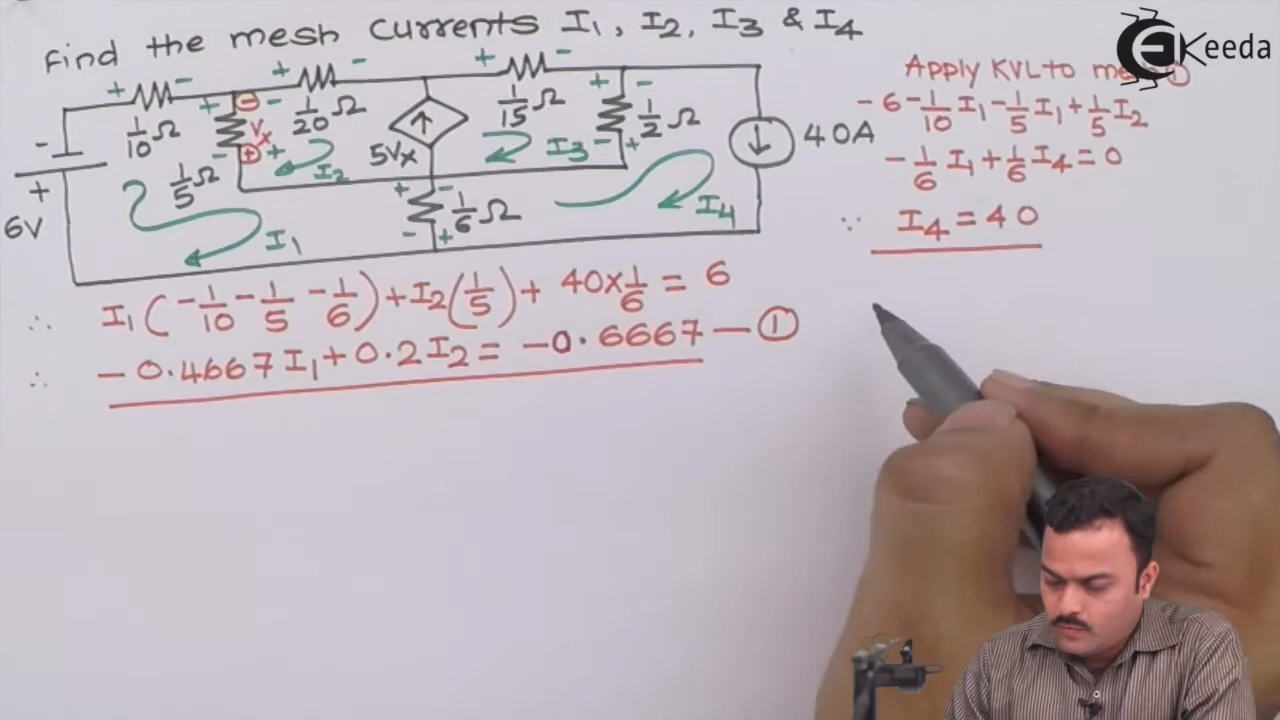 Find the mesh currents I1, I2, I3 & I4
EKeeda
+ - + - + -
1/10 Ω 1/20 Ω 1/15 Ω
- +
6V
+ -
1/5 Ω
- Vx +
+ -
5Vx
+ -
1/2 Ω
- +
40A
I1 I2 I3 I4
+ -
1/6 Ω
- +
Apply KVL to ①
- 6 - 1/10 I1 - 1/5 I1 + 1/5 I2
- 1/6 I1 + 1/6 I4 = 0
∵ I4 = 40
∴ I1 ( - 1/10 - 1/5 - 1/6 ) + I2 ( 1/5 ) + 40 × 1/6 = 6
∴ - 0.4667 I1 + 0.2 I2 = - 0.6667 — ①